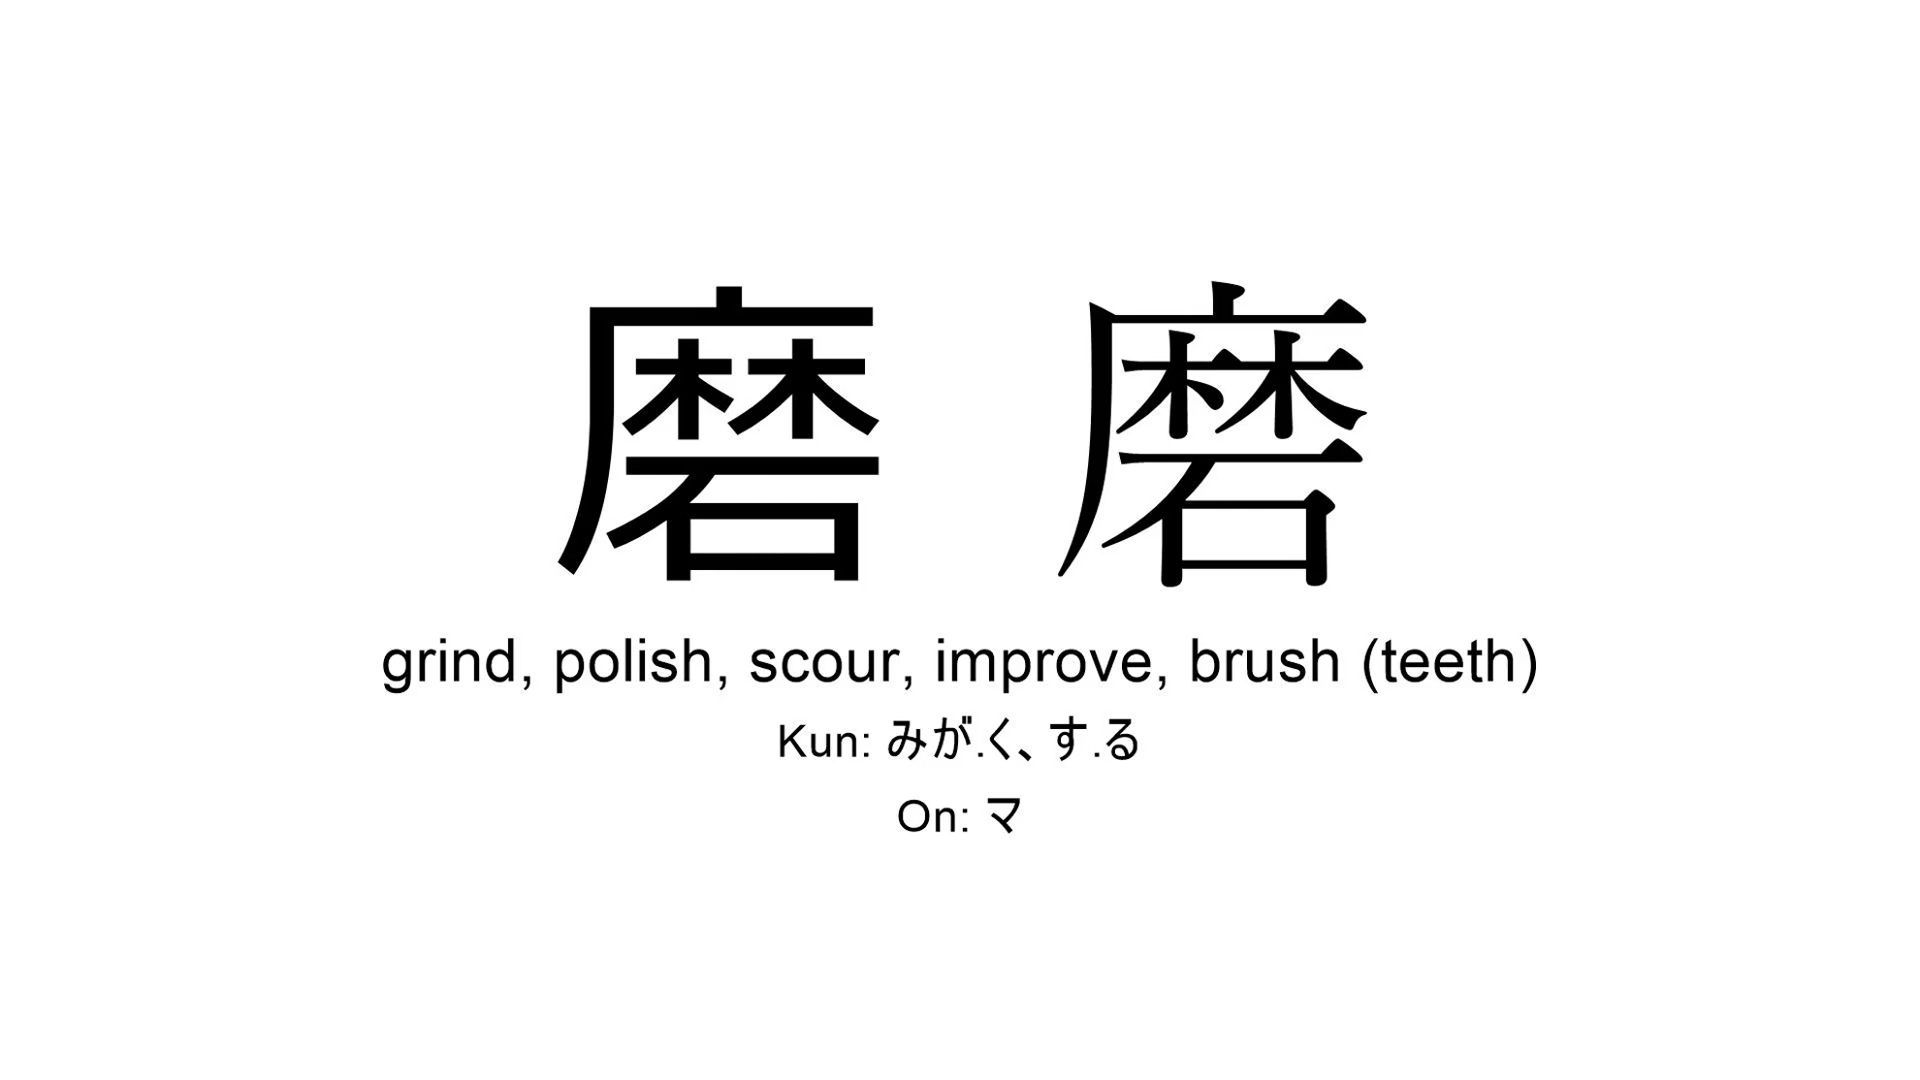 磨 磨
grind, polish, scour, improve, brush (teeth)
Kun: みが.く、す.る
On: マ